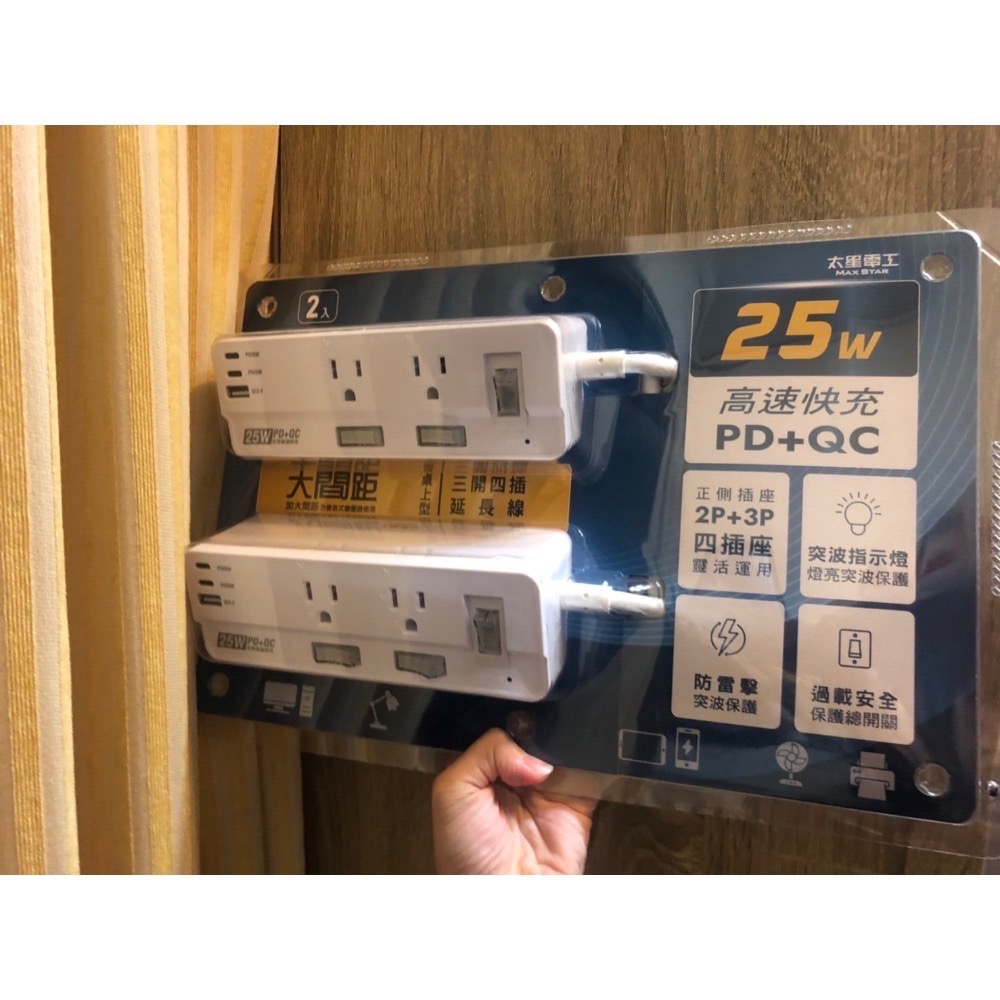 太星電工
MAX STAR
2入
25W
高速快充
PD+QC
正側插座
2P+3P
四插座
靈活運用
突波指示燈
燈亮突波保護
防雷擊
突波保護
過載安全
保護總開關
25W PD+QC
大間距
桌上型
三開四插
延長線
25W PD+QC